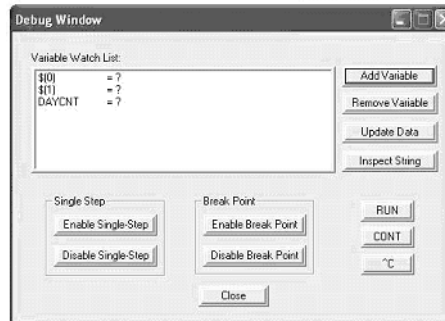 Debug Window
Variable Watch List:
$(0) = ?
$(1) = ?
DAYCNT = ?
Add Variable
Remove Variable
Update Data
Inspect String
Single Step
Enable Single-Step
Disable Single-Step
Break Point
Enable Break Point
Disable Break Point
RUN
CONT
^C
Close